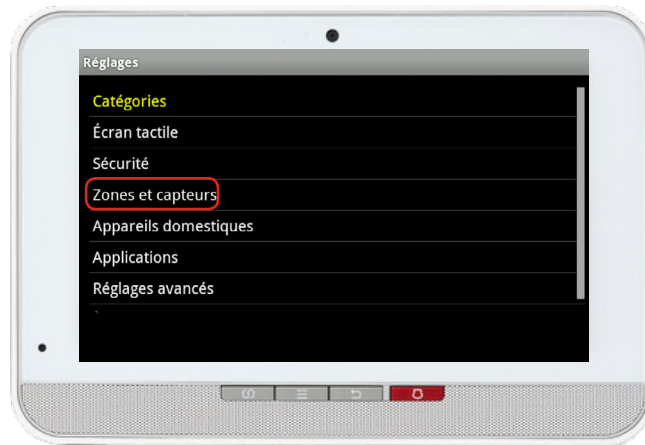 Réglages
Catégories
Écran tactile
Sécurité
Zones et capteurs
Appareils domestiques
Applications
Réglages avancés